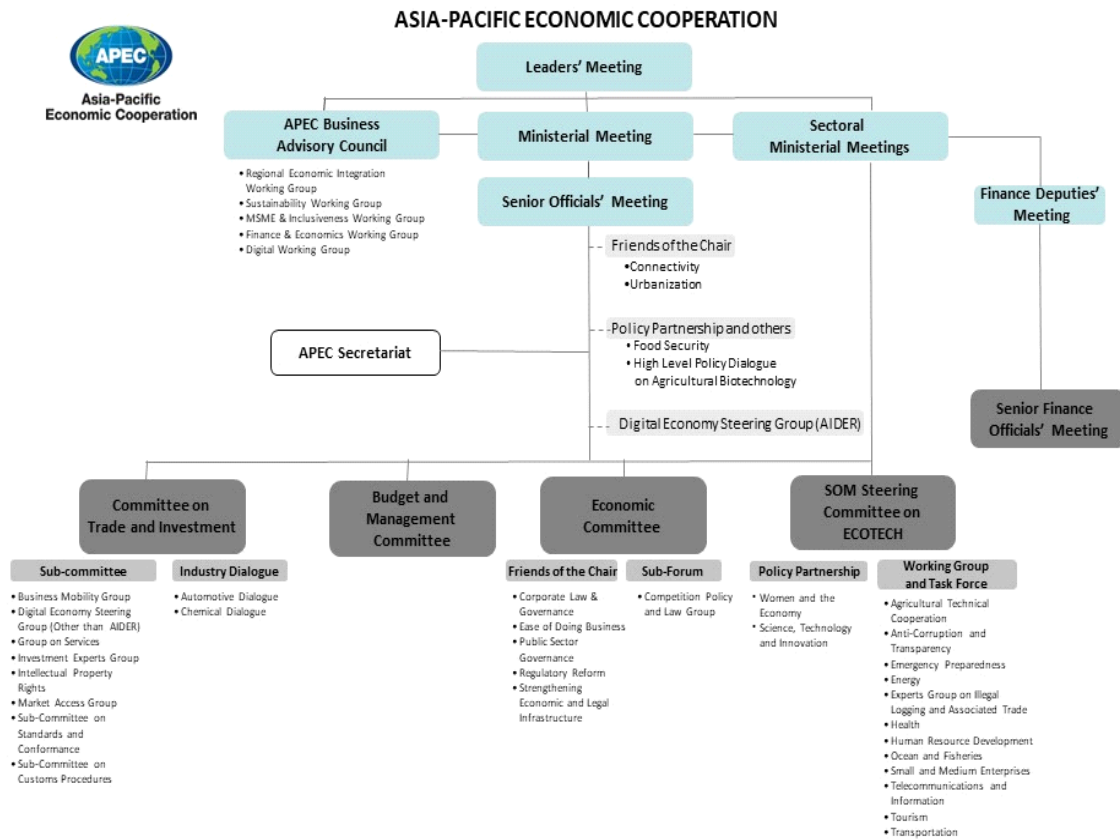 ASIA-PACIFIC ECONOMIC COOPERATION
APEC
Asia-Pacific
Economic Cooperation
Leaders' Meeting
APEC Business
Advisory Council
Ministerial Meeting
Sectoral
Ministerial Meetings
• Regional Economic Integration
Working Group
• Sustainability Working Group
• MSME & Inclusiveness Working Group
• Finance & Economics Working Group
• Digital Working Group
Senior Officials' Meeting
Finance Deputies'
Meeting
Friends of the Chair
•Connectivity
•Urbanization
APEC Secretariat
Policy Partnership and others
• Food Security
• High Level Policy Dialogue
on Agricultural Biotechnology
Digital Economy Steering Group (AIDER)
Senior Finance
Officials' Meeting
Committee on
Trade and Investment
Budget and
Management
Committee
Economic
Committee
SOM Steering
Committee on
ECOTECH
Sub-committee
• Business Mobility Group
• Digital Economy Steering
Group (Other than AIDER)
• Group on Services
• Investment Experts Group
• Intellectual Property
Rights
• Market Access Group
• Sub-Committee on
Standards and
Conformance
• Sub-Committee on
Customs Procedures
Industry Dialogue
• Automotive Dialogue
• Chemical Dialogue
Friends of the Chair
• Corporate Law &
Governance
• Ease of Doing Business
• Public Sector
Governance
• Regulatory Reform
• Strengthening
Economic and Legal
Infrastructure
Sub-Forum
• Competition Policy
and Law Group
Policy Partnership
• Women and the
Economy
• Science, Technology
and Innovation
Working Group
and Task Force
• Agricultural Technical
Cooperation
• Anti-Corruption and
Transparency
• Emergency Preparedness
• Energy
• Experts Group on Illegal
Logging and Associated Trade
• Health
• Human Resource Development
• Ocean and Fisheries
• Small and Medium Enterprises
• Telecommunications and
Information
• Tourism
• Transportation